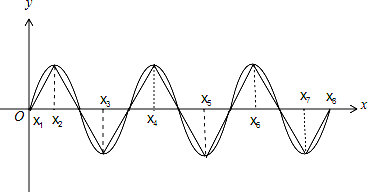 y
X₃ X₅ X₇ X₈
O x
X₁ X₂ X₄ X₆